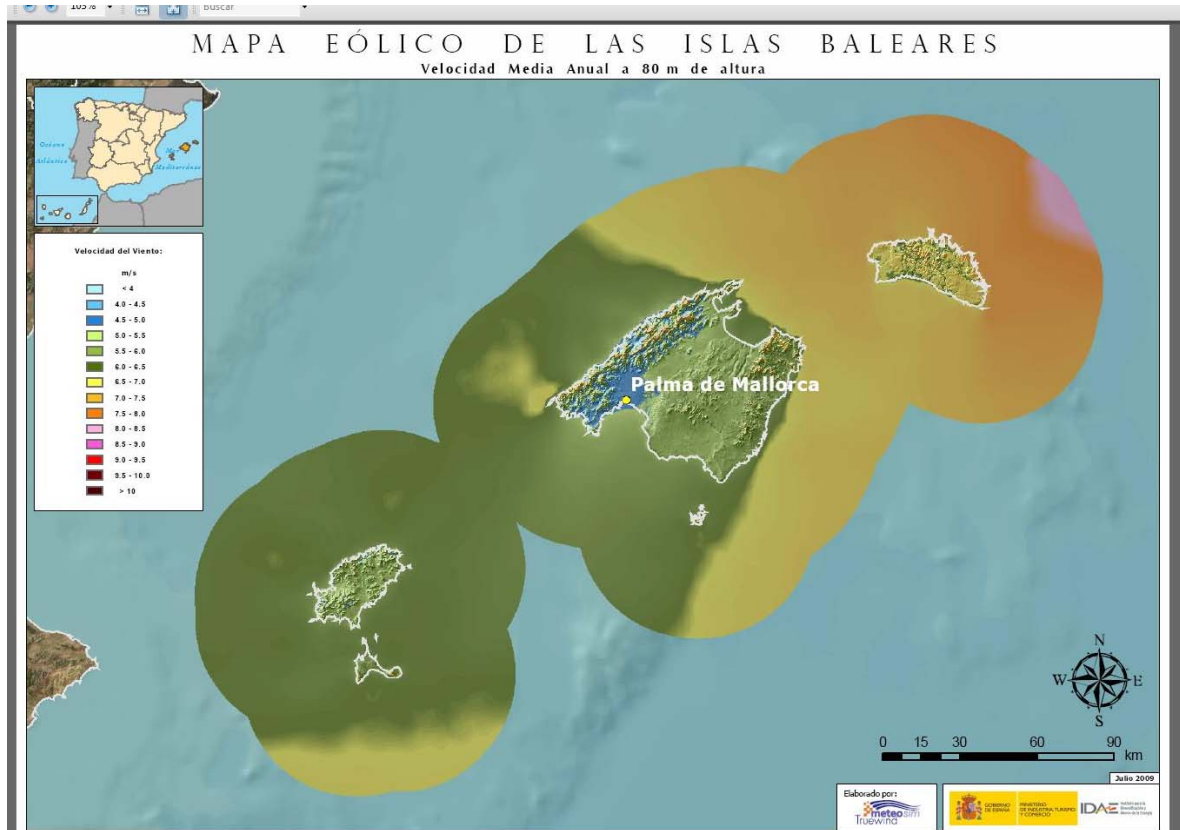 105%
Buscar
MAPA EÓLICO DE LAS ISLAS BALEARES
Velocidad Media Anual a 80 m de altura
Océano
Atlántico
Mar
Mediterráneo
Velocidad del Viento:
m/s
< 4
4.0 - 4.5
4.5 - 5.0
5.0 - 5.5
5.5 - 6.0
6.0 - 6.5
6.5 - 7.0
7.0 - 7.5
7.5 - 8.0
8.0 - 8.5
8.5 - 9.0
9.0 - 9.5
9.5 - 10.0
> 10
Palma de Mallorca
N
W E
S
0 15 30 60 90
km
Julio 2009
Elaborado por:
meteosim
Truewind
GOBIERNO
DE ESPAÑA
MINISTERIO
DE INDUSTRIA, TURISMO
Y COMERCIO
IDAE